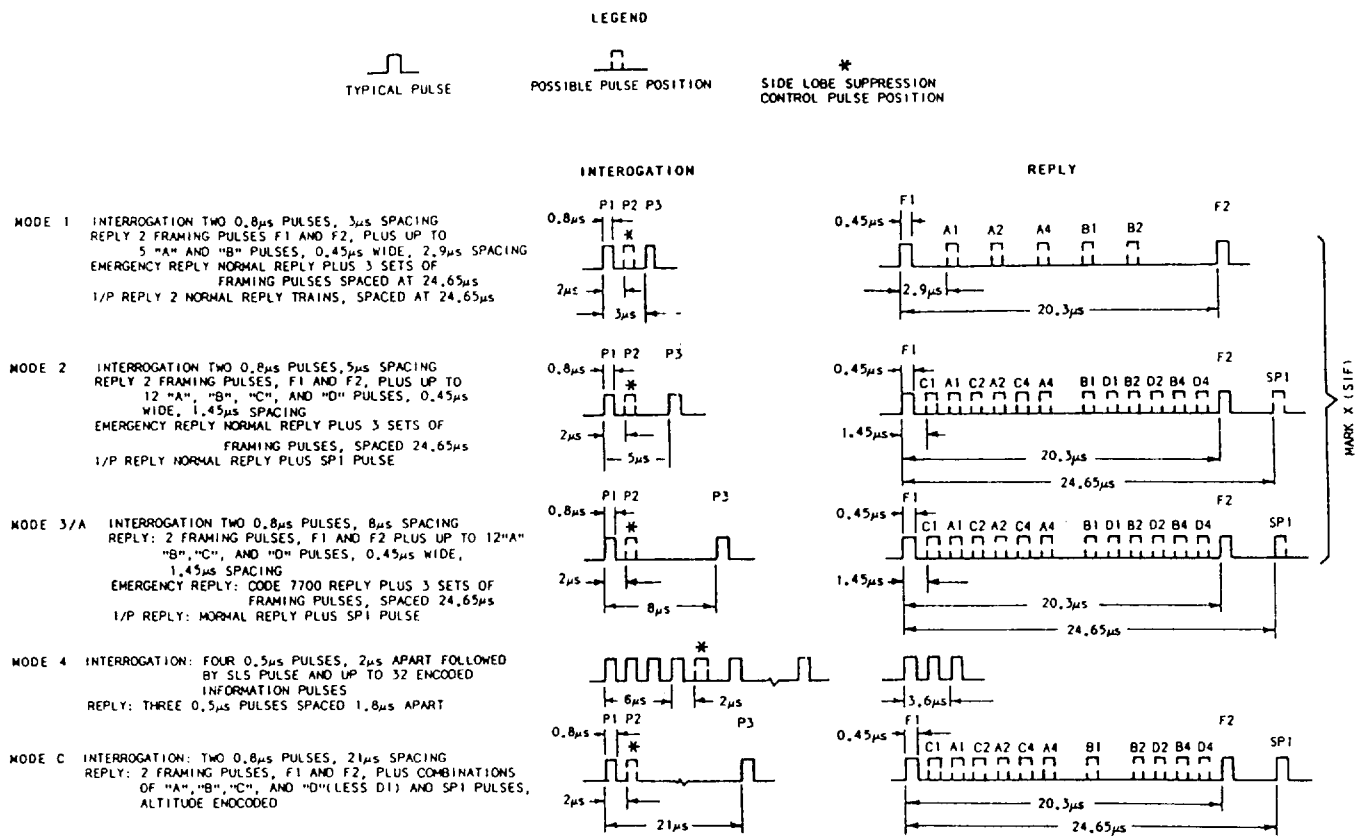 LEGEND
TYPICAL PULSE
POSSIBLE PULSE POSITION
*
SIDE LOBE SUPPRESSION
CONTROL PULSE POSITION
INTEROGATION
REPLY
MODE 1 INTERROGATION TWO 0.8µs PULSES, 3µs SPACING
REPLY 2 FRAMING PULSES F1 AND F2, PLUS UP TO
5 "A" AND "B" PULSES, 0.45µs WIDE, 2.9µs SPACING
EMERGENCY REPLY NORMAL REPLY PLUS 3 SETS OF
FRAMING PULSES SPACED AT 24.65µs
I/P REPLY 2 NORMAL REPLY TRAINS, SPACED AT 24.65µs
P1 P2 P3
0.8µs
*
2µs
3µs
F1
0.45µs
A1 A2 A4 B1 B2
F2
2.9µs
20.3µs
MODE 2 INTERROGATION TWO 0.8µs PULSES,5µs SPACING
REPLY 2 FRAMING PULSES, F1 AND F2, PLUS UP TO
12 "A", "B", "C", AND "D" PULSES, 0.45µs
WIDE, 1.45µs SPACING
EMERGENCY REPLY NORMAL REPLY PLUS 3 SETS OF
FRAMING PULSES, SPACED 24.65µs
I/P REPLY NORMAL REPLY PLUS SP1 PULSE
P1 P2 P3
0.8µs
*
2µs
5µs
F1
0.45µs
C1 A1 C2 A2 C4 A4 B1 D1 B2 D2 B4 D4
F2
SP1
1.45µs
20.3µs
24.65µs
MARK X (SIF)
MODE 3/A INTERROGATION TWO 0.8µs PULSES, 8µs SPACING
REPLY: 2 FRAMING PULSES, F1 AND F2 PLUS UP TO 12"A"
"B","C", AND "D" PULSES, 0.45µs WIDE,
1.45µs SPACING
EMERGENCY REPLY: CODE 7700 REPLY PLUS 3 SETS OF
FRAMING PULSES, SPACED 24.65µs
I/P REPLY: NORMAL REPLY PLUS SP1 PULSE
P1 P2 P3
0.8µs
*
2µs
8µs
F1
0.45µs
C1 A1 C2 A2 C4 A4 B1 D1 B2 D2 B4 D4
F2
SP1
1.45µs
20.3µs
24.65µs
MODE 4 INTERROGATION: FOUR 0.5µs PULSES, 2µs APART FOLLOWED
BY SLS PULSE AND UP TO 32 ENCODED
INFORMATION PULSES
REPLY: THREE 0.5µs PULSES SPACED 1.8µs APART
*
6µs
2µs
3.6µs
MODE C INTERROGATION: TWO 0.8µs PULSES, 21µs SPACING
REPLY: 2 FRAMING PULSES, F1 AND F2, PLUS COMBINATIONS
OF "A","B","C", AND "D"(LESS D1) AND SP1 PULSES,
ALTITUDE ENDCODED
P1 P2 P3
0.8µs
*
2µs
21µs
F1
0.45µs
C1 A1 C2 A2 C4 A4 B1 B2 D2 B4 D4
F2
SP1
20.3µs
24.65µs